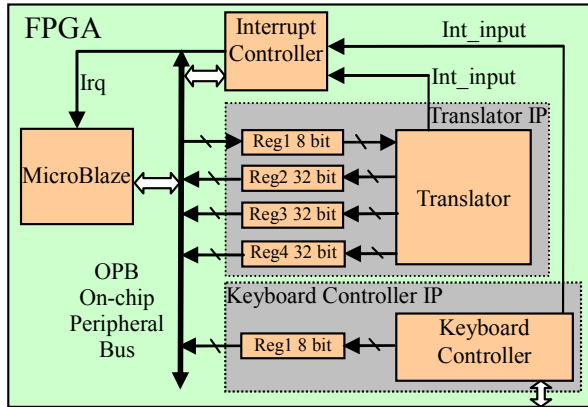 FPGA
Interrupt
Controller
Int_input
Int_input
Irq
Translator IP
Reg1 8 bit
MicroBlaze
Reg2 32 bit
Translator
Reg3 32 bit
Reg4 32 bit
OPB
On-chip
Peripheral
Bus
Keyboard Controller IP
Reg1 8 bit
Keyboard
Controller